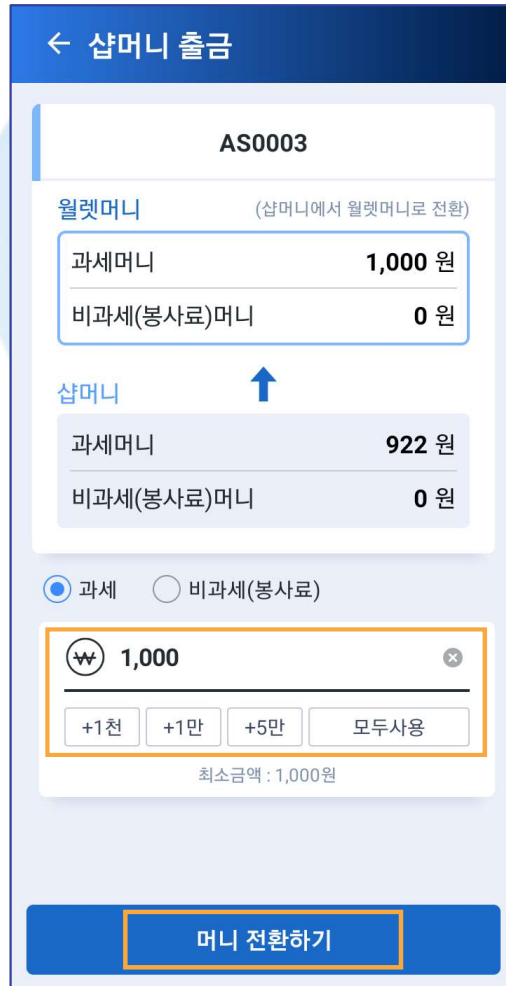 ← 샵머니 출금
AS0003
월렛머니 (샵머니에서 월렛머니로 전환)
과세머니 1,000 원
비과세(봉사료)머니 0 원
샵머니
과세머니 922 원
비과세(봉사료)머니 0 원
과세 비과세(봉사료)
₩ 1,000
+1천 +1만 +5만 모두사용
최소금액 : 1,000원
머니 전환하기